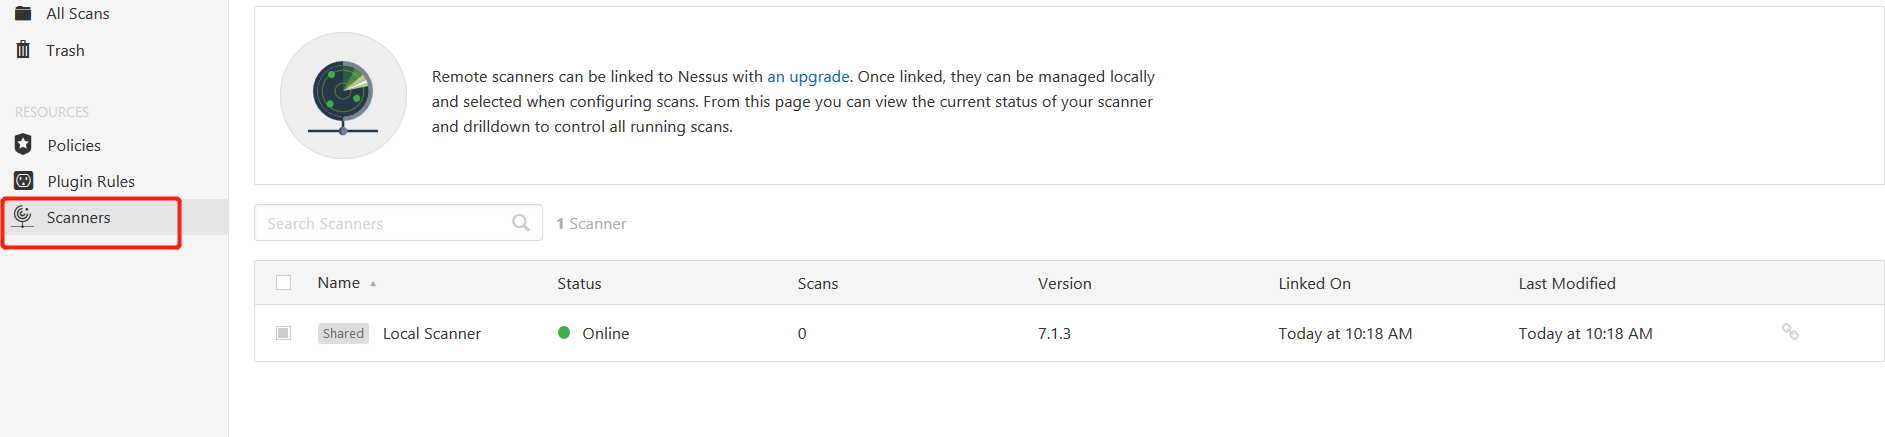 All Scans
Trash
RESOURCES
Policies
Plugin Rules
Scanners
Remote scanners can be linked to Nessus with an upgrade. Once linked, they can be managed locally
and selected when configuring scans. From this page you can view the current status of your scanner
and drilldown to control all running scans.
Search Scanners
1 Scanner
Name Status Scans Version Linked On Last Modified
Shared Local Scanner Online 0 7.1.3 Today at 10:18 AM Today at 10:18 AM